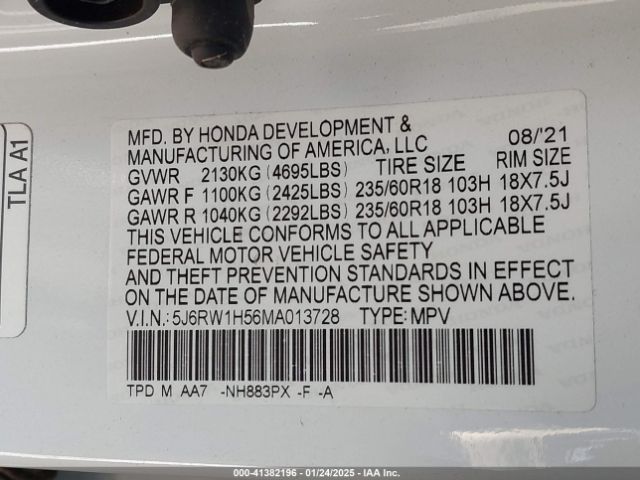 TLA A1
MFD. BY HONDA DEVELOPMENT &
MANUFACTURING OF AMERICA, LLC 08/'21
GVWR 2130KG (4695LBS) TIRE SIZE RIM SIZE
GAWR F 1100KG (2425LBS) 235/60R18 103H 18X7.5J
GAWR R 1040KG (2292LBS) 235/60R18 103H 18X7.5J
THIS VEHICLE CONFORMS TO ALL APPLICABLE
FEDERAL MOTOR VEHICLE SAFETY
AND THEFT PREVENTION STANDARDS IN EFFECT
ON THE DATE OF MANUFACTURE SHOWN ABOVE.
V.I.N.: 5J6RW1H56MA013728 TYPE: MPV
TPD M AA7 -NH883PX -F -A
000-41382196 - 01/24/2025 - IAA Inc.